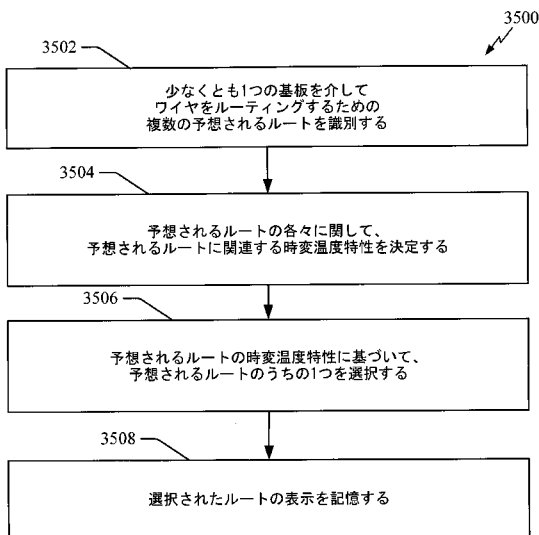 3500
3502
少なくとも1つの基板を介して
ワイヤをルーティングするための
複数の予想されるルートを識別する
3504
予想されるルートの各々に関して、
予想されるルートに関連する時変温度特性を決定する
3506
予想されるルートの時変温度特性に基づいて、
予想されるルートのうちの1つを選択する
3508
選択されたルートの表示を記憶する